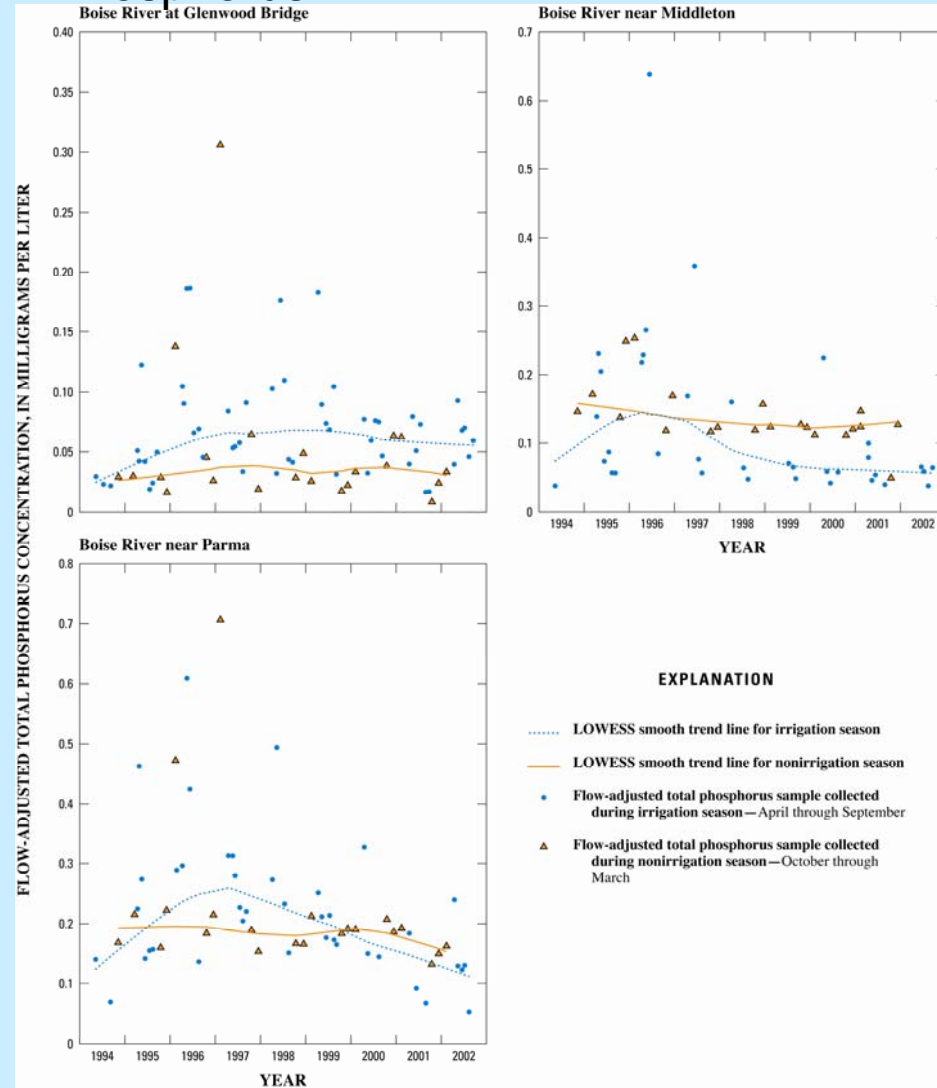 Boise River at Glenwood Bridge
0.40
0.35
0.30
0.25
0.20
0.15
0.10
0.05
0
Boise River near Middleton
0.7
0.6
0.5
0.4
0.3
0.2
0.1
0
1994 1995 1996 1997 1998 1999 2000 2001 2002
YEAR
FLOW-ADJUSTED TOTAL PHOSPHORUS CONCENTRATION, IN MILLIGRAMS PER LITER
Boise River near Parma
0.8
0.7
0.6
0.5
0.4
0.3
0.2
0.1
0
1994 1995 1996 1997 1998 1999 2000 2001 2002
YEAR
EXPLANATION
LOWESS smooth trend line for irrigation season
LOWESS smooth trend line for nonirrigation season
Flow-adjusted total phosphorus sample collected
during irrigation season—April through September
Flow-adjusted total phosphorus sample collected
during nonirrigation season—October through
March